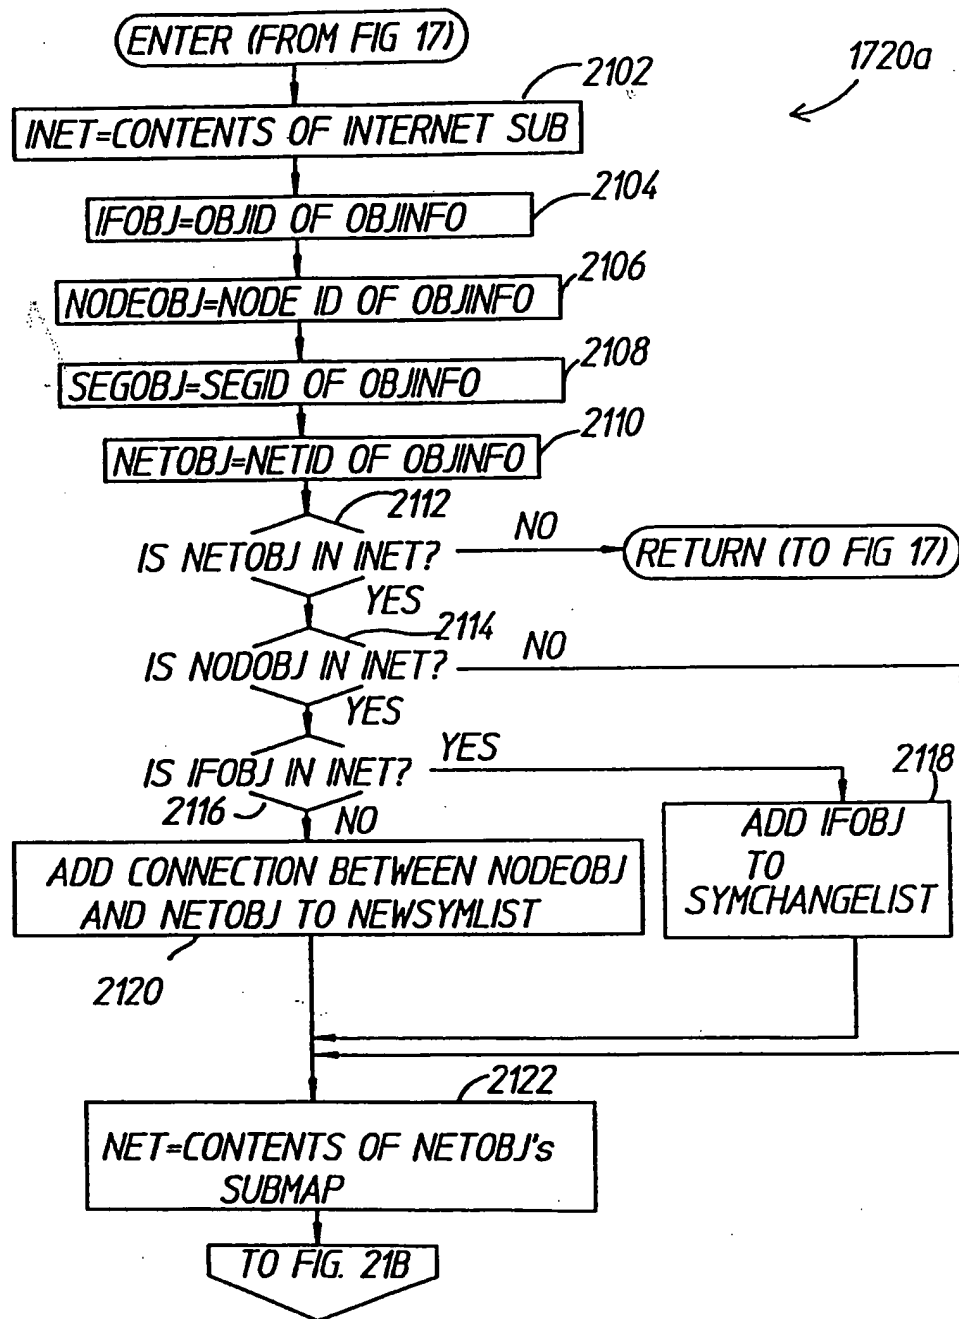 ENTER (FROM FIG 17)
1720a
2102
INET=CONTENTS OF INTERNET SUB
2104
IFOBJ=OBJID OF OBJINFO
2106
NODEOBJ=NODE ID OF OBJINFO
2108
SEGOBJ=SEGID OF OBJINFO
2110
NETOBJ=NETID OF OBJINFO
2112
IS NETOBJ IN INET?
NO
RETURN (TO FIG 17)
YES
2114
IS NODOBJ IN INET?
NO
YES
IS IFOBJ IN INET?
YES
2116
NO
2118
ADD IFOBJ
TO
SYMCHANGELIST
ADD CONNECTION BETWEEN NODEOBJ
AND NETOBJ TO NEWSYMLIST
2120
2122
NET=CONTENTS OF NETOBJ's
SUBMAP
TO FIG. 21B